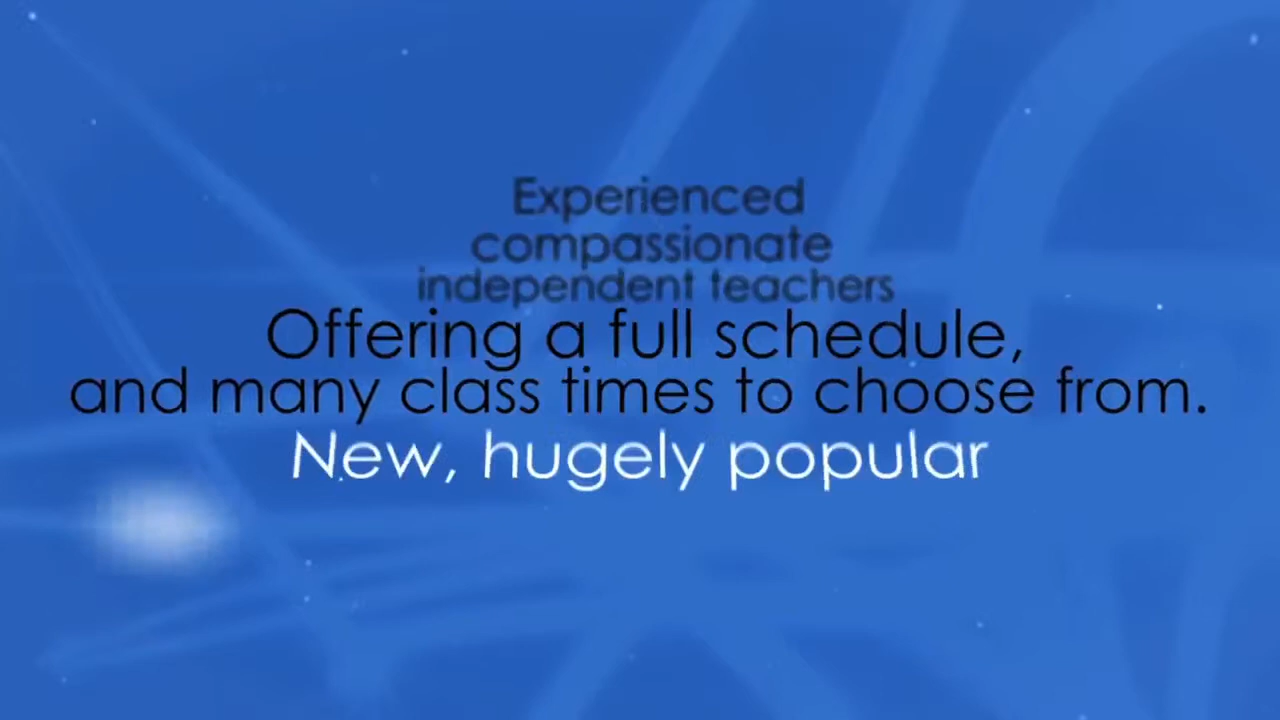 Experienced
compassionate
independent teachers
Offering a full schedule,
and many class times to choose from.
New, hugely popular